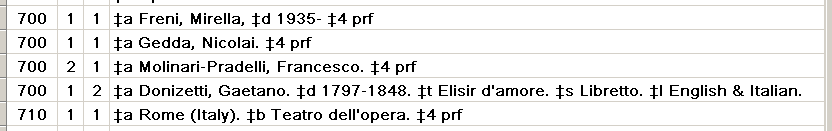 700 1 1 ‡a Freni, Mirella, ‡d 1935- ‡4 prf
700 1 1 ‡a Gedda, Nicolai. ‡4 prf
700 2 1 ‡a Molinari-Pradelli, Francesco. ‡4 prf
700 1 2 ‡a Donizetti, Gaetano. ‡d 1797-1848. ‡t Elisir d'amore. ‡s Libretto. ‡l English & Italian.
710 1 1 ‡a Rome (Italy). ‡b Teatro dell'opera. ‡4 prf